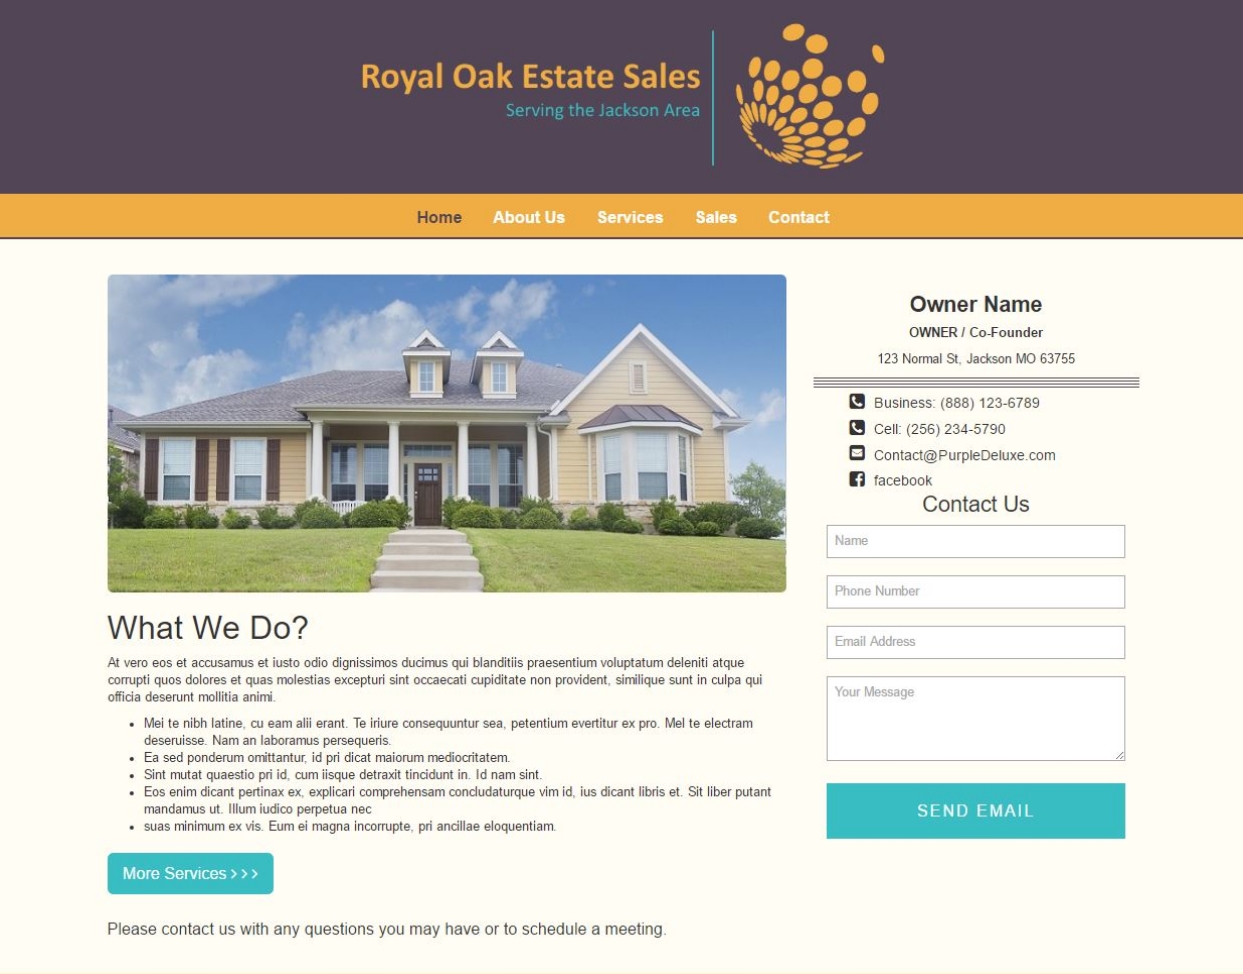 Royal Oak Estate Sales
Serving the Jackson Area
Home About Us Services Sales Contact
What We Do?
At vero eos et accusamus et iusto odio dignissimos ducimus qui blanditiis praesentium voluptatum deleniti atque
corrupti quos dolores et quas molestias excepturi sint occaecati cupiditate non provident, similique sunt in culpa qui
officia deserunt mollitia animi.
Mei te nibh latine, cu eam alii erant. Te iriure consequuntur sea, petentium evertitur ex pro. Mel te electram
deseruisse. Nam an laboramus persequeris.
Ea sed ponderum omittantur, id pri dicat maiorum mediocritatem.
Sint mutat quaestio pri id, cum iisque detraxit tincidunt in. Id nam sint.
Eos enim dicant pertinax ex, explicari comprehensam concludaturque vim id, ius dicant libris et. Sit liber putant
mandamus ut. Illum iudico perpetua nec
suas minimum ex vis. Eum ei magna incorrupte, pri ancillae eloquentiam.
More Services > > >
Please contact us with any questions you may have or to schedule a meeting.
Owner Name
OWNER / Co-Founder
123 Normal St, Jackson MO 63755
Business: (888) 123-6789
Cell: (256) 234-5790
Contact@PurpleDeluxe.com
facebook
Contact Us
Name
Phone Number
Email Address
Your Message
SEND EMAIL